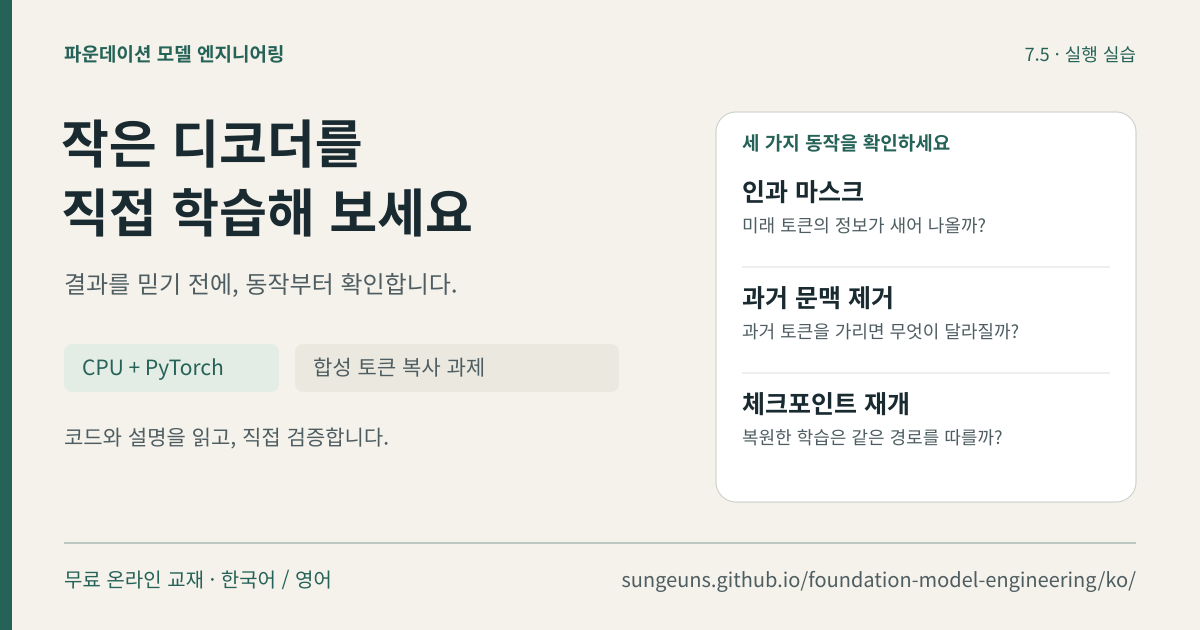 파운데이션 모델 엔지니어링
7.5 · 실행 실습
작은 디코더를
직접 학습해 보세요
결과를 믿기 전에, 동작부터 확인합니다.
CPU + PyTorch
합성 토큰 복사 과제
코드와 설명을 읽고, 직접 검증합니다.
세 가지 동작을 확인하세요
인과 마스크
미래 토큰의 정보가 새어 나올까?
과거 문맥 제거
과거 토큰을 가리면 무엇이 달라질까?
체크포인트 재개
복원한 학습은 같은 경로를 따를까?
무료 온라인 교재 · 한국어 / 영어
sungeuns.github.io/foundation-model-engineering/ko/